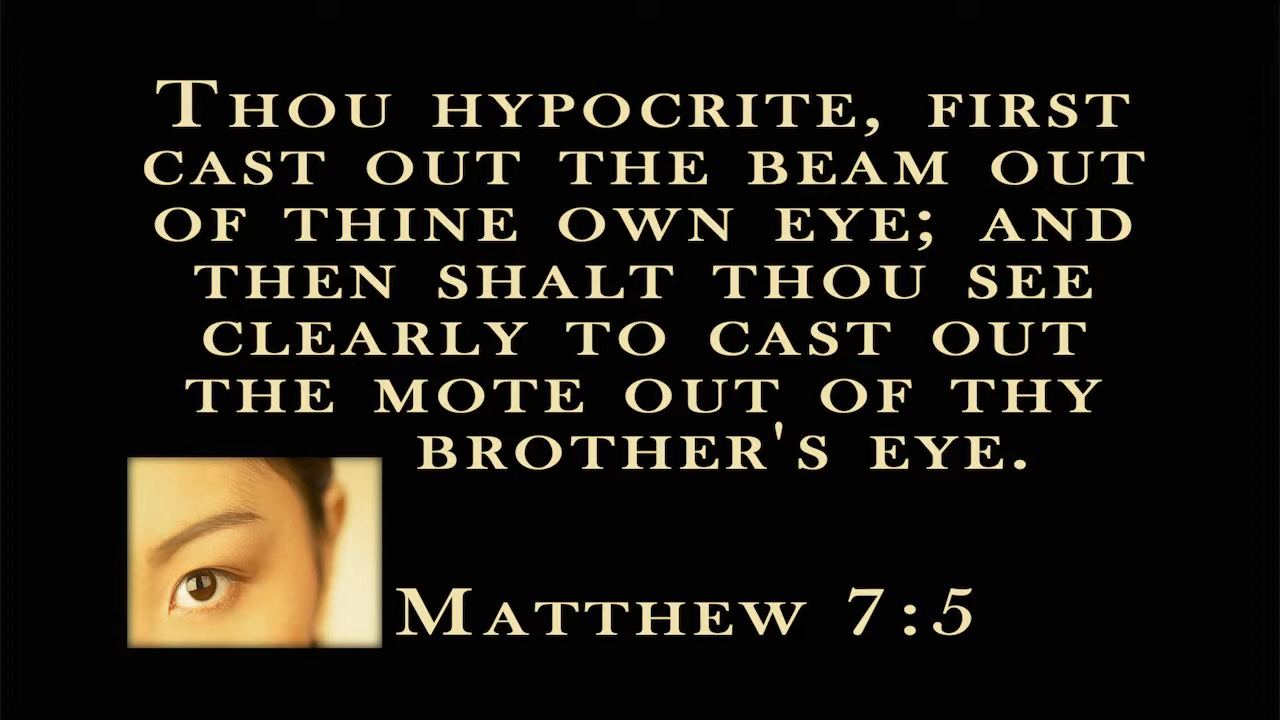 Thou hypocrite, first
cast out the beam out
of thine own eye; and
then shalt thou see
clearly to cast out
the mote out of thy
brother's eye.
Matthew 7:5